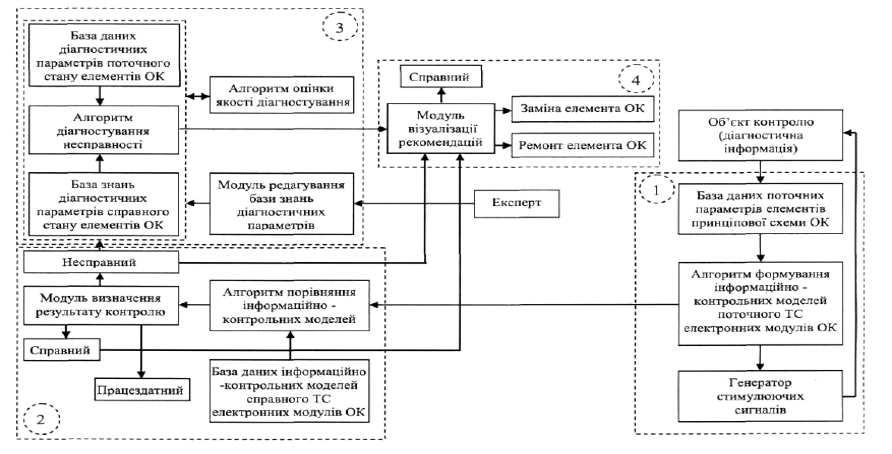 База даних
діагностичних
параметрів поточного
стану елементів ОК
3
Алгоритм оцінки
якості діагностування
Алгоритм
діагностування
несправності
База знань
діагностичних
параметрів справного
стану елементів ОК
Модуль редагування
бази знань
діагностичних
параметрів
Справний
4
Модуль
візуалізації
рекомендацій
Заміна елемента ОК
Ремонт елемента ОК
Експерт
Об’єкт контролю
(діагностична
інформація)
1
База даних поточних
параметрів елементів
принціпової схеми ОК
Алгоритм формування
інформаційно -
контрольних моделей
поточного ТС
електронних модулів ОК
Генератор
стимулюючих
сигналів
Несправний
Модуль визначення
результату контролю
Алгоритм порівняння
інформаційно -
контрольних моделей
Справний
Працездатний
База даних інформаційно
-контрольних моделей
справного ТС
електронних модулів ОК
2